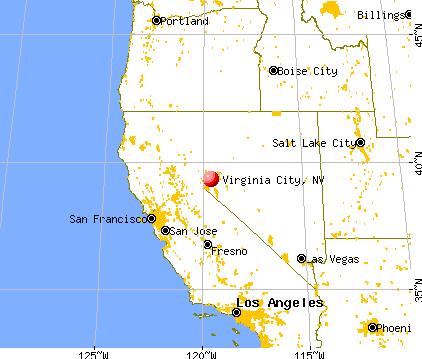 Billings
Portland
45°N
Boise City
Salt Lake City
40°N
Virginia City, NV
San Francisco
San Jose
Fresno
Las Vegas
35°N
Los Angeles
Phoeni
125°W
120°W
115°W